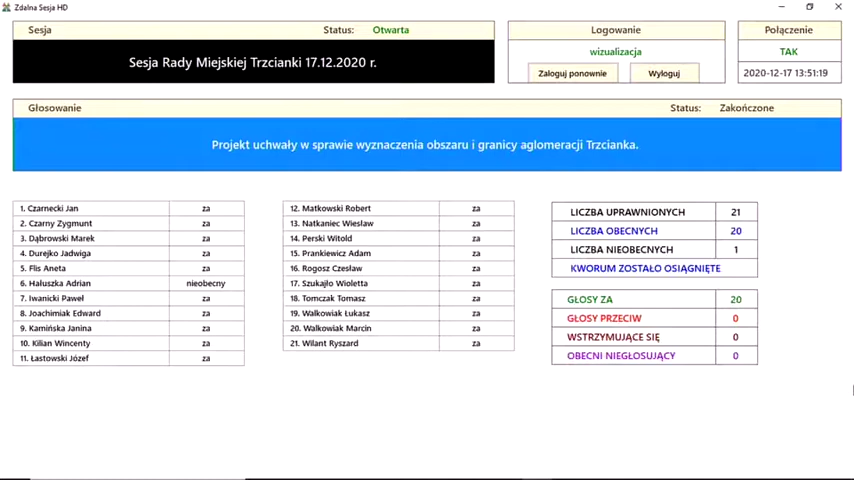 Zdalna Sesja HD
Sesja Status: Otwarta
Sesja Rady Miejskiej Trzcianki 17.12.2020 r.
Logowanie
wizualizacja
Zaloguj ponownie Wyloguj
Połączenie
TAK
2020-12-17 13:51:19
Głosowanie Status: Zakończone
Projekt uchwały w sprawie wyznaczenia obszaru i granicy aglomeracji Trzcianka.
1. Czarnecki Jan za
2. Czarny Zygmunt za
3. Dąbrowski Marek za
4. Durejko Jadwiga za
5. Flis Aneta za
6. Hałuszka Adrian nieobecny
7. Iwanicki Paweł za
8. Joachimiak Edward za
9. Kamińska Janina za
10. Kilian Wincenty za
11. Łastowski Józef za
12. Matkowski Robert za
13. Natkaniec Wiesław za
14. Perski Witold za
15. Prankiewicz Adam za
16. Rogosz Czesław za
17. Szukajło Wioletta za
18. Tomczak Tomasz za
19. Walkowiak Łukasz za
20. Walkowiak Marcin za
21. Wilant Ryszard za
LICZBA UPRAWNIONYCH 21
LICZBA OBECNYCH 20
LICZBA NIEOBECNYCH 1
KWORUM ZOSTAŁO OSIĄGNIĘTE
GŁOSY ZA 20
GŁOSY PRZECIW 0
WSTRZYMUJĄCE SIĘ 0
OBECNI NIEGŁOSUJĄCY 0